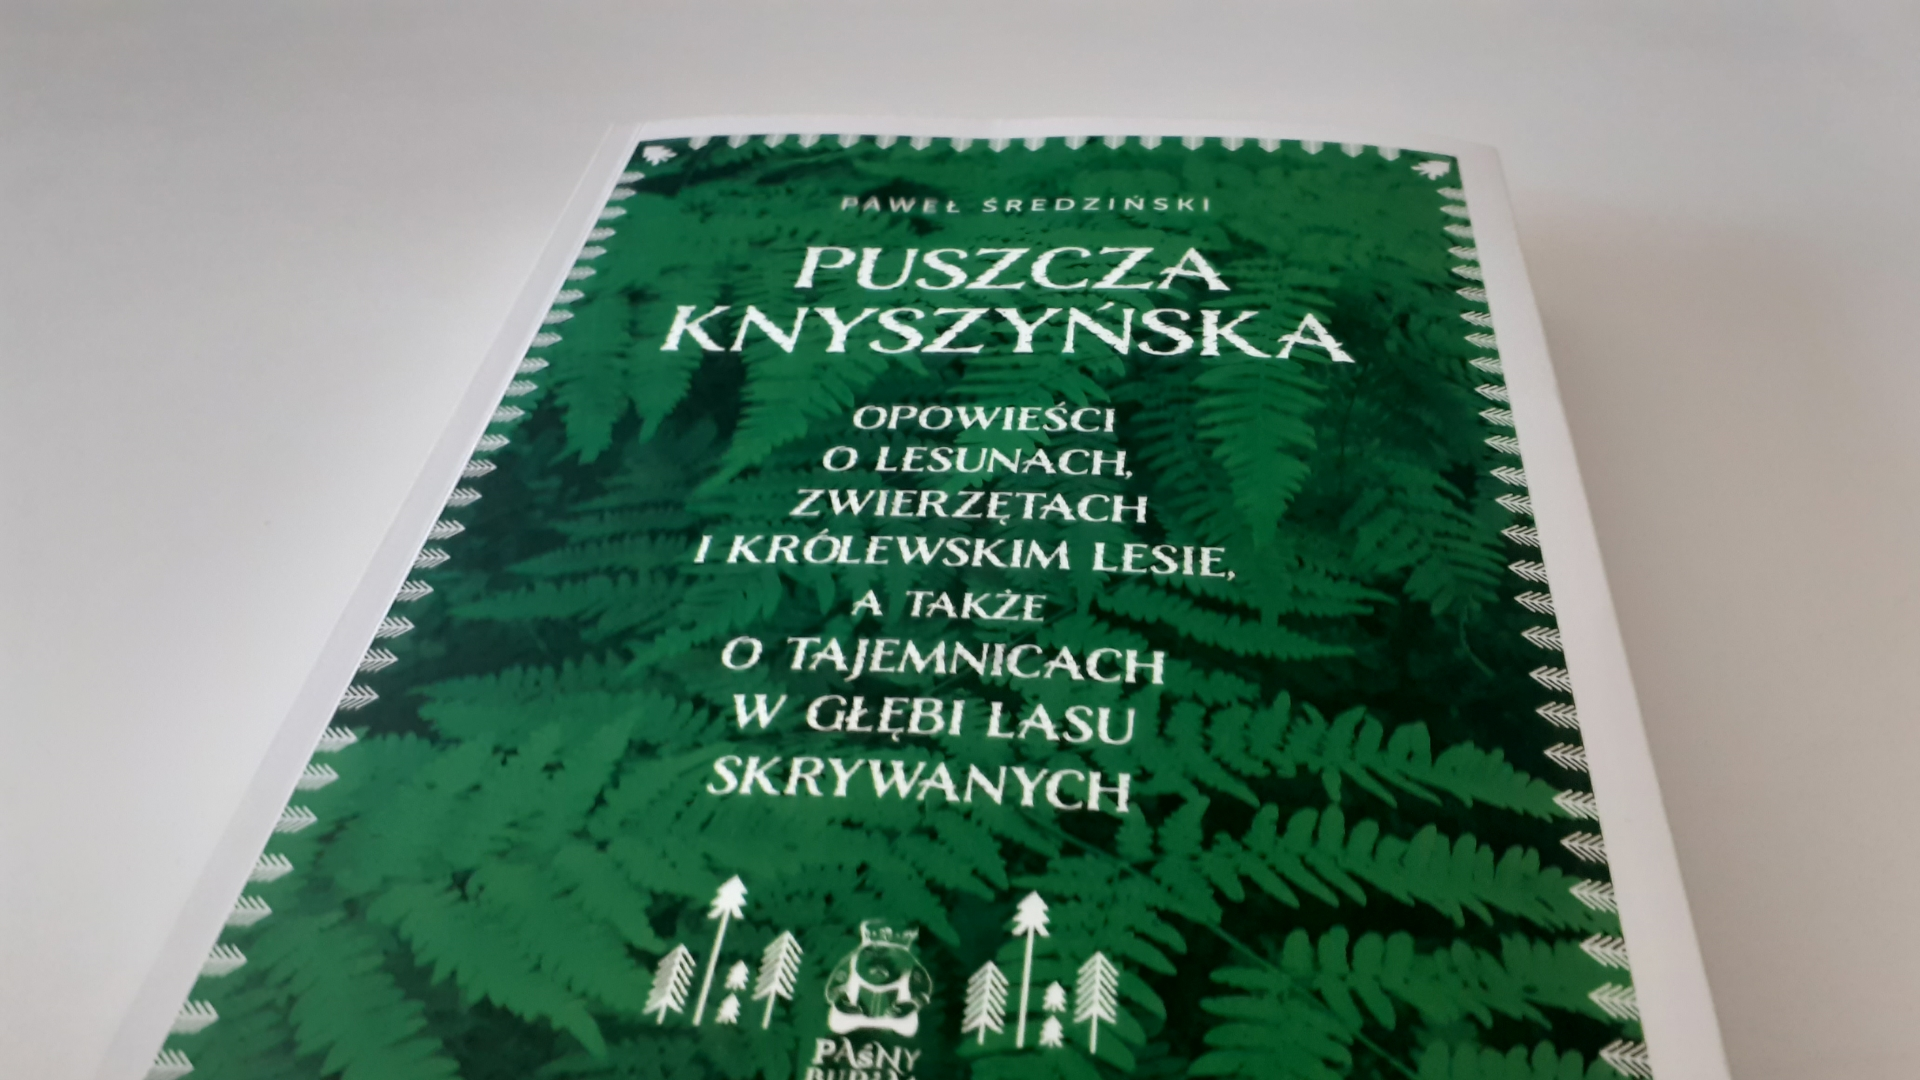 PAWEŁ ŚREDZIŃSKI
PUSZCZA
KNYSZYŃSKA
OPOWIEŚCI
O LESUNACH,
ZWIERZĘTACH
I KRÓLEWSKIM LESIE,
A TAKŻE
O TAJEMNICACH
W GŁĘBI LASU
SKRYWANYCH
PAśNY